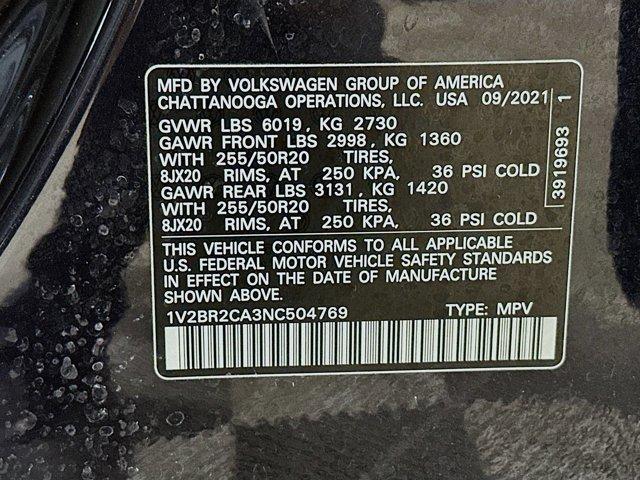 MFD BY VOLKSWAGEN GROUP OF AMERICA
CHATTANOOGA OPERATIONS, LLC. USA 09/2021
GVWR LBS 6019, KG 2730
GAWR FRONT LBS 2998, KG 1360
WITH 255/50R20 TIRES,
8JX20 RIMS, AT 250 KPA, 36 PSI COLD
GAWR REAR LBS 3131, KG 1420
WITH 255/50R20 TIRES,
8JX20 RIMS, AT 250 KPA, 36 PSI COLD
THIS VEHICLE CONFORMS TO ALL APPLICABLE
U.S. FEDERAL MOTOR VEHICLE SAFETY STANDARDS
IN EFFECT ON THE DATE OF MANUFACTURE
SHOWN ABOVE.
1V2BR2CA3NC504769 TYPE: MPV
3919693 1